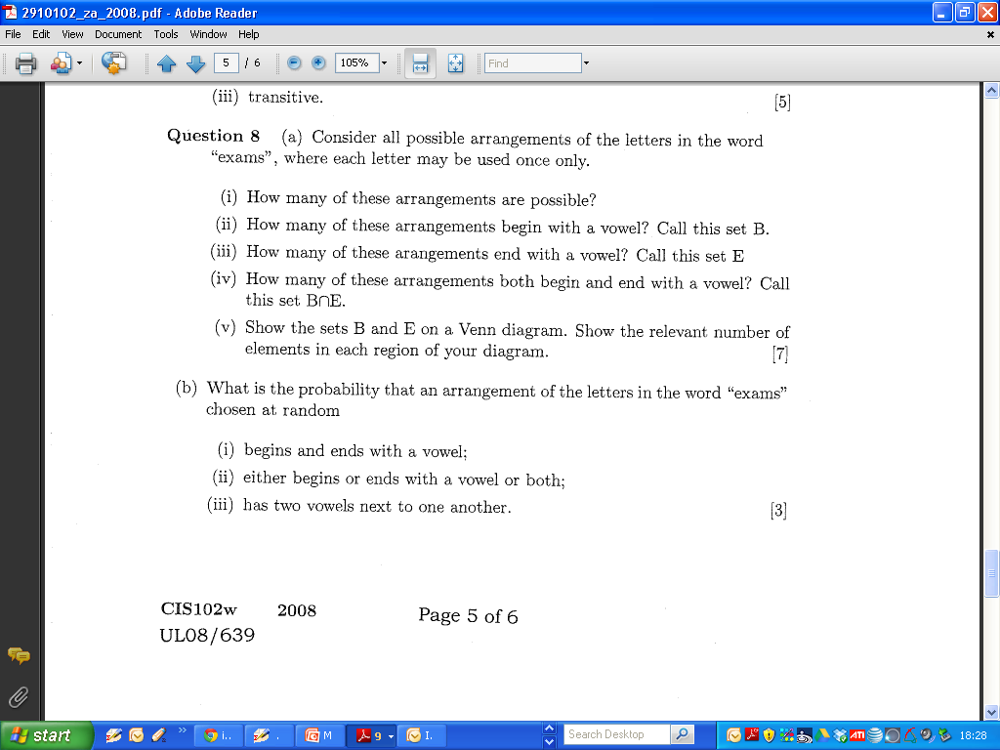 2910102_za_2008.pdf - Adobe Reader
File Edit View Document Tools Window Help
5 / 6 105% Find
(iii) transitive. [5]
Question 8 (a) Consider all possible arrangements of the letters in the word
“exams”, where each letter may be used once only.
(i) How many of these arrangements are possible?
(ii) How many of these arrangements begin with a vowel? Call this set B.
(iii) How many of these arangements end with a vowel? Call this set E
(iv) How many of these arrangements both begin and end with a vowel? Call
this set B∩E.
(v) Show the sets B and E on a Venn diagram. Show the relevant number of
elements in each region of your diagram. [7]
(b) What is the probability that an arrangement of the letters in the word “exams”
chosen at random
(i) begins and ends with a vowel;
(ii) either begins or ends with a vowel or both;
(iii) has two vowels next to one another. [3]
CIS102w 2008 Page 5 of 6
UL08/639
start i.. . M 9 I. Search Desktop ATI 18:28